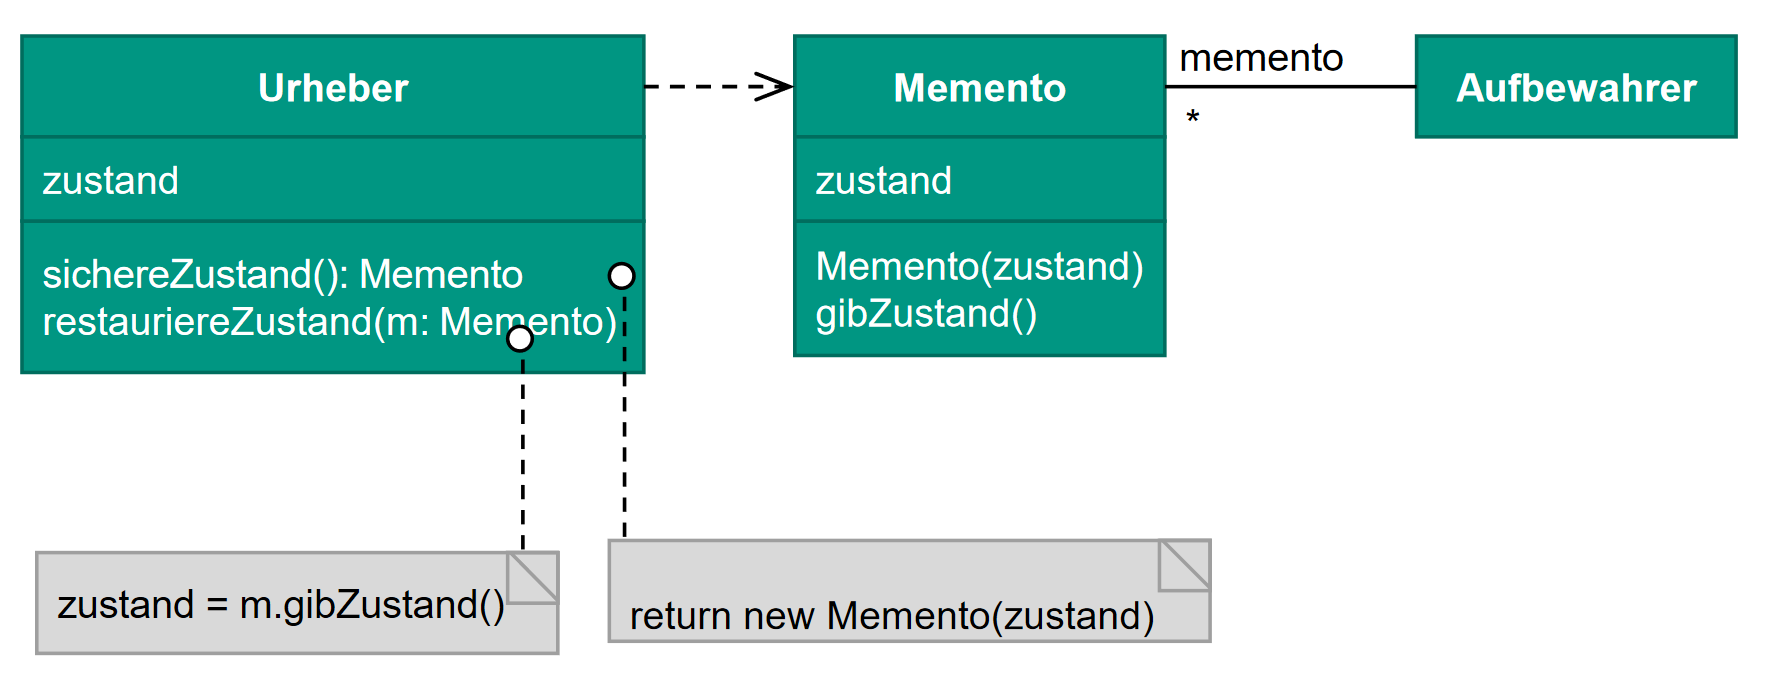 Urheber
zustand
sichereZustand(): Memento
restauriereZustand(m: Memento)
Memento
zustand
Memento(zustand)
gibZustand()
memento
*
Aufbewahrer
zustand = m.gibZustand()
return new Memento(zustand)